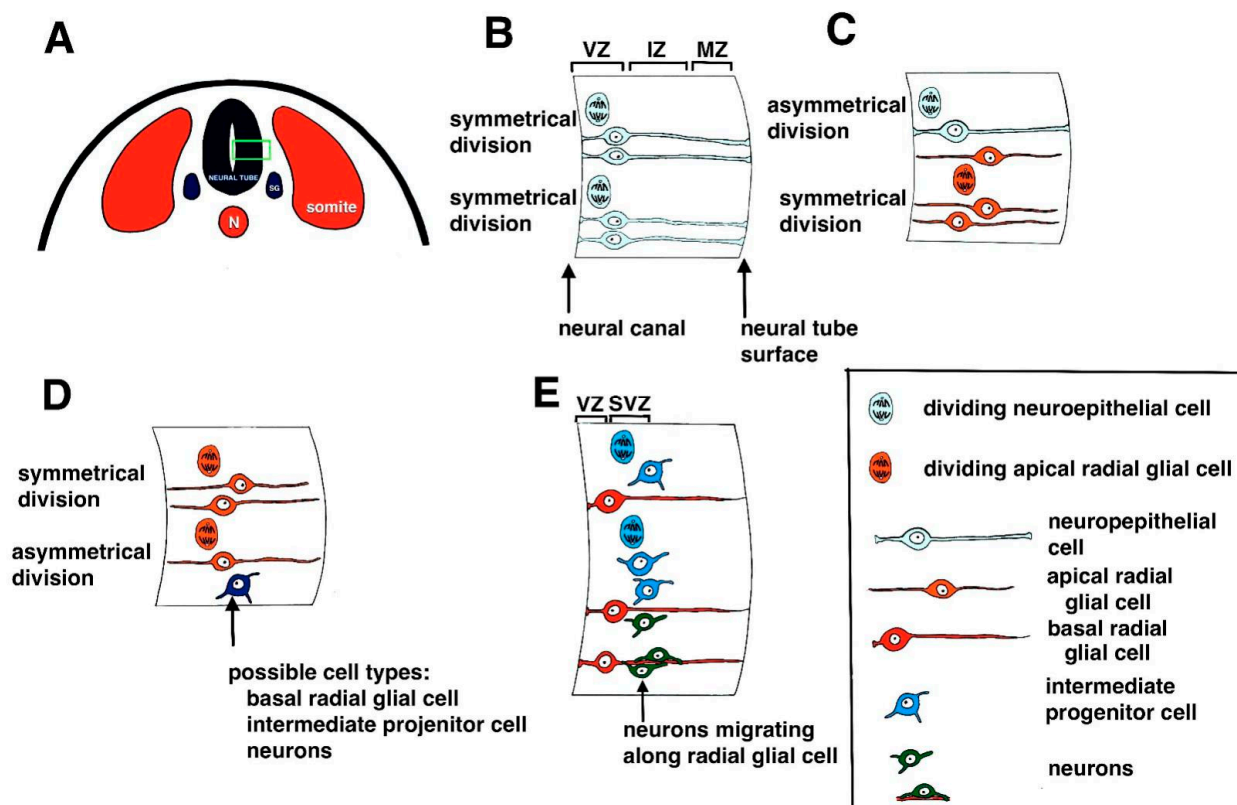 A
NEURAL TUBE
SG
somite
N
B
VZ IZ MZ
symmetrical
division
symmetrical
division
neural canal
neural tube
surface
C
asymmetrical
division
symmetrical
division
D
symmetrical
division
asymmetrical
division
possible cell types:
basal radial glial cell
intermediate projenitor cell
neurons
E
VZ SVZ
neurons migrating
along radial glial cell
dividing neuroepithelial cell
dividing apical radial glial cell
neuropepithelial
cell
apical radial
glial cell
basal radial
glial cell
intermediate
progenitor cell
neurons